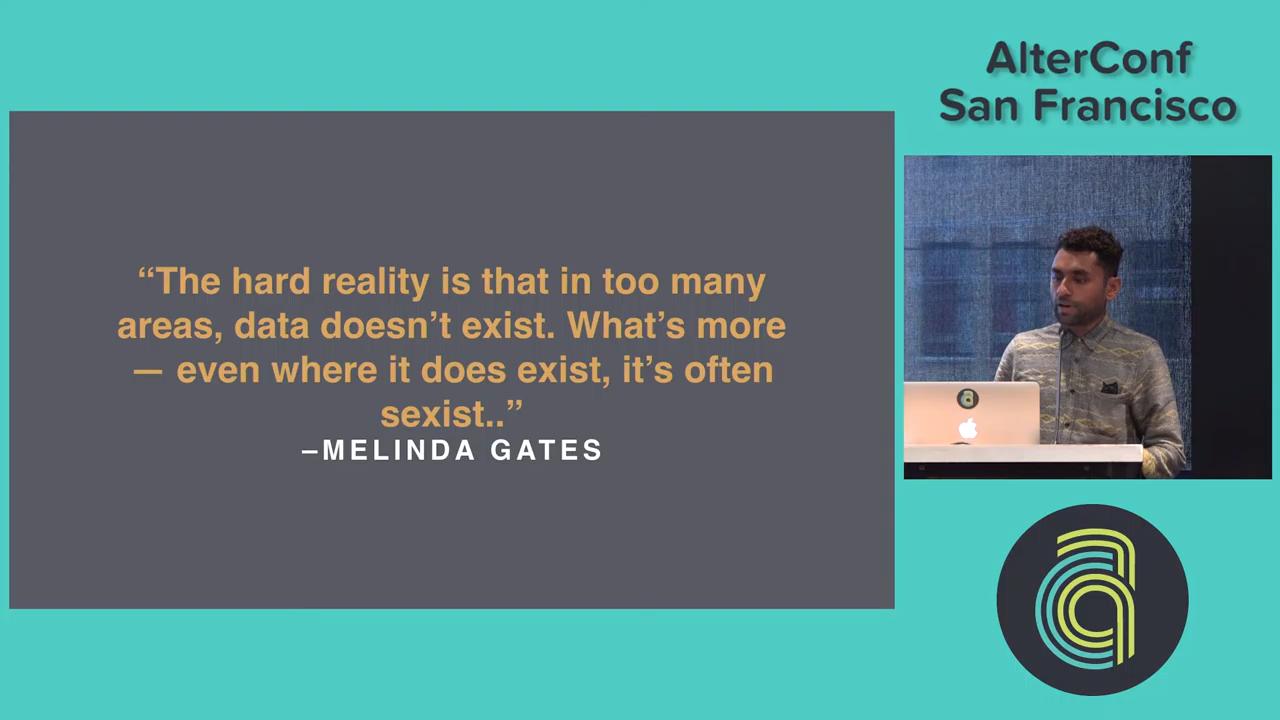 AlterConf
San Francisco
“The hard reality is that in too many
areas, data doesn’t exist. What’s more
— even where it does exist, it’s often
sexist..”
–MELINDA GATES